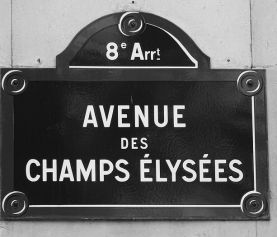 8e Arrt
AVENUE
DES
CHAMPS ÉLYSÉES